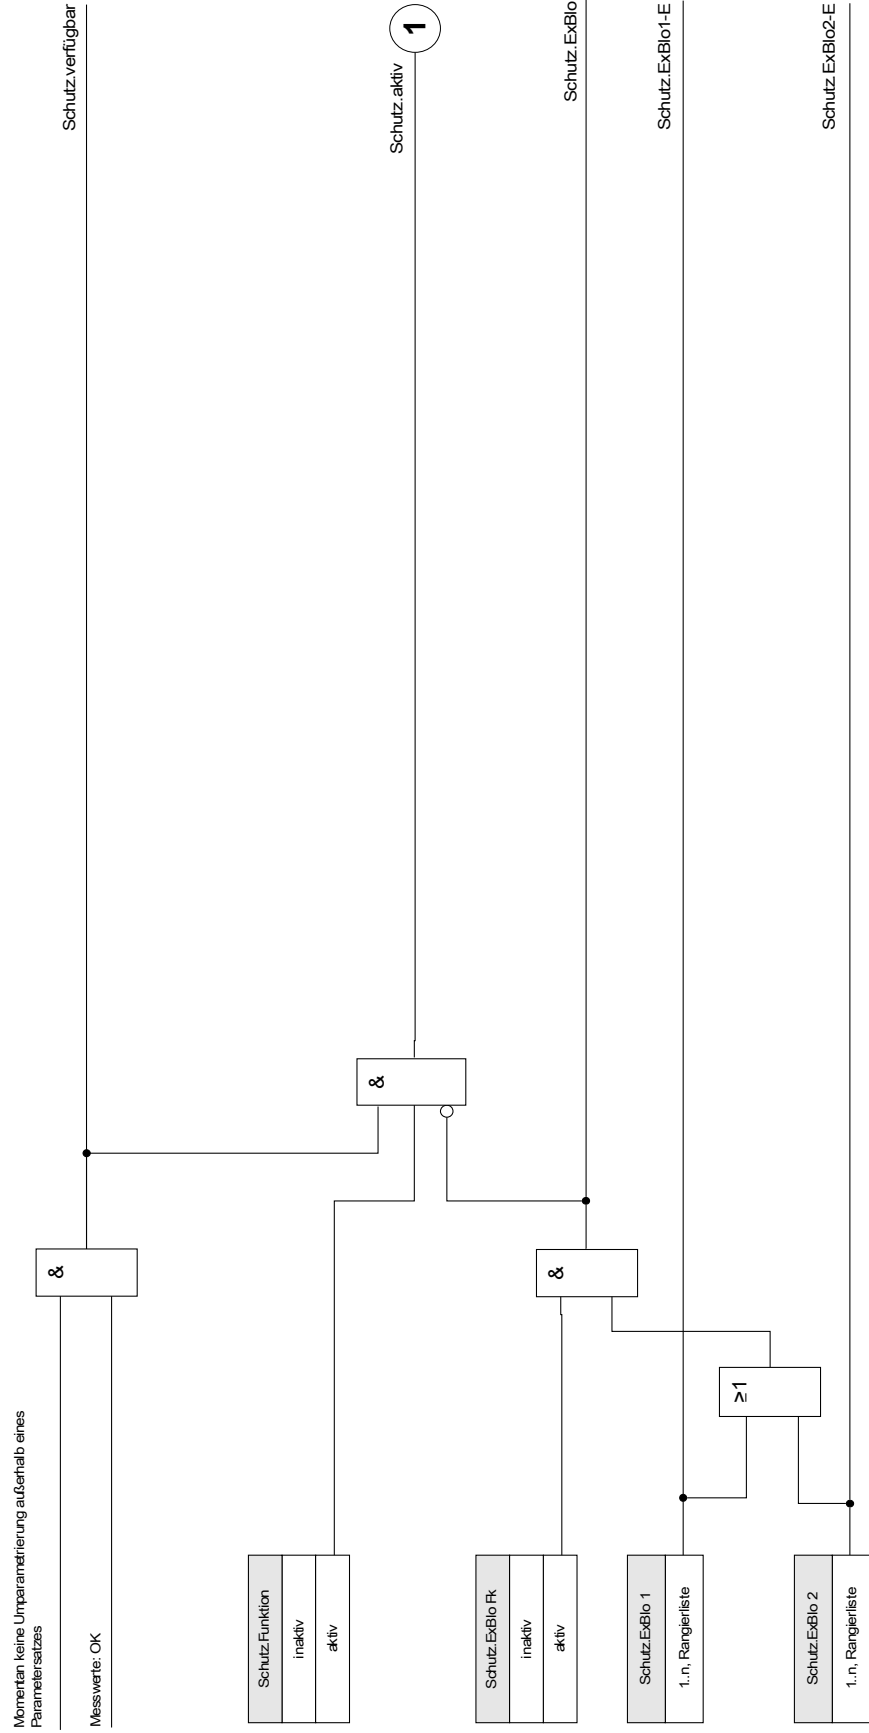 Momentan keine Umparametrierung außerhalb eines
Parametersatzes
Messwerte: OK
&
Schutz.verfügbar
Schutz.Funktion
inaktiv
aktiv
&
Schutz.aktiv
1
Schutz.ExBlo Fk
inaktiv
aktiv
&
Schutz.ExBlo
Schutz.ExBlo 1
1..n, Rangierliste
≥1
Schutz.ExBlo1-E
Schutz.ExBlo 2
1..n, Rangierliste
Schutz.ExBlo2-E